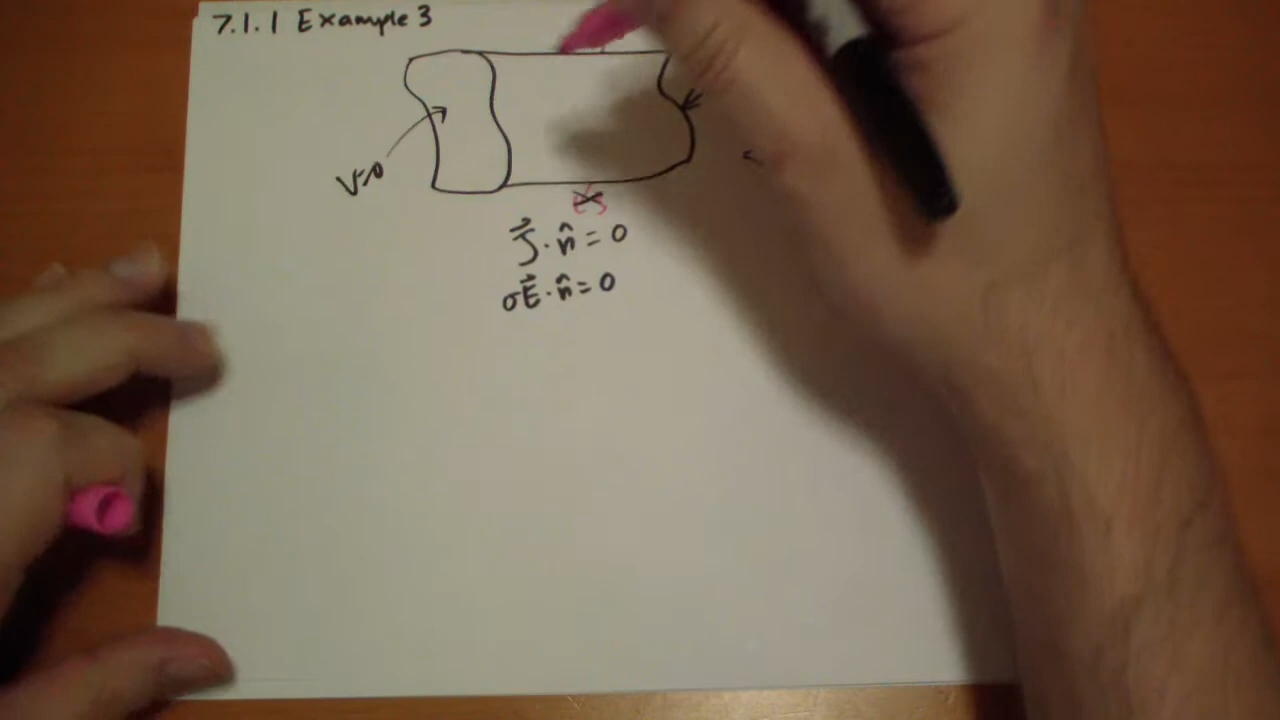 7.1.1 Example 3
V=0
J⃗ · n̂ = 0
σE⃗ · n̂ = 0